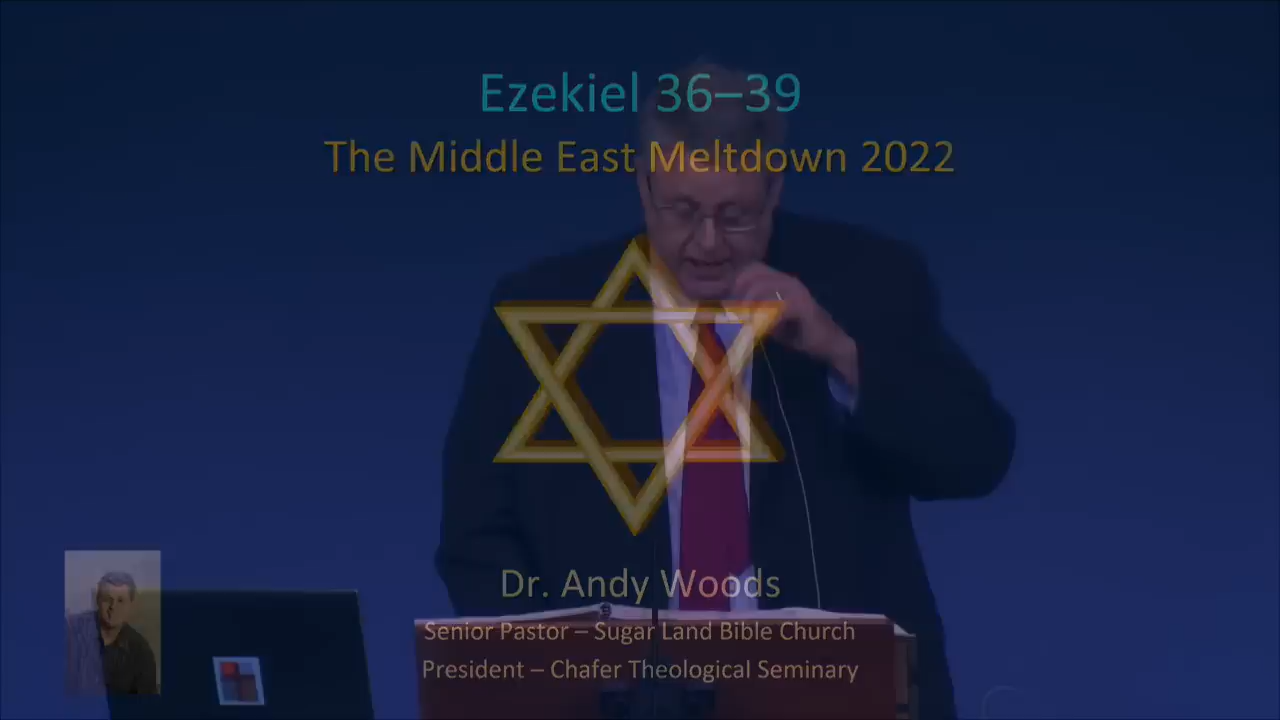 Ezekiel 36–39
The Middle East Meltdown 2022
Dr. Andy Woods
Senior Pastor – Sugar Land Bible Church
President – Chafer Theological Seminary